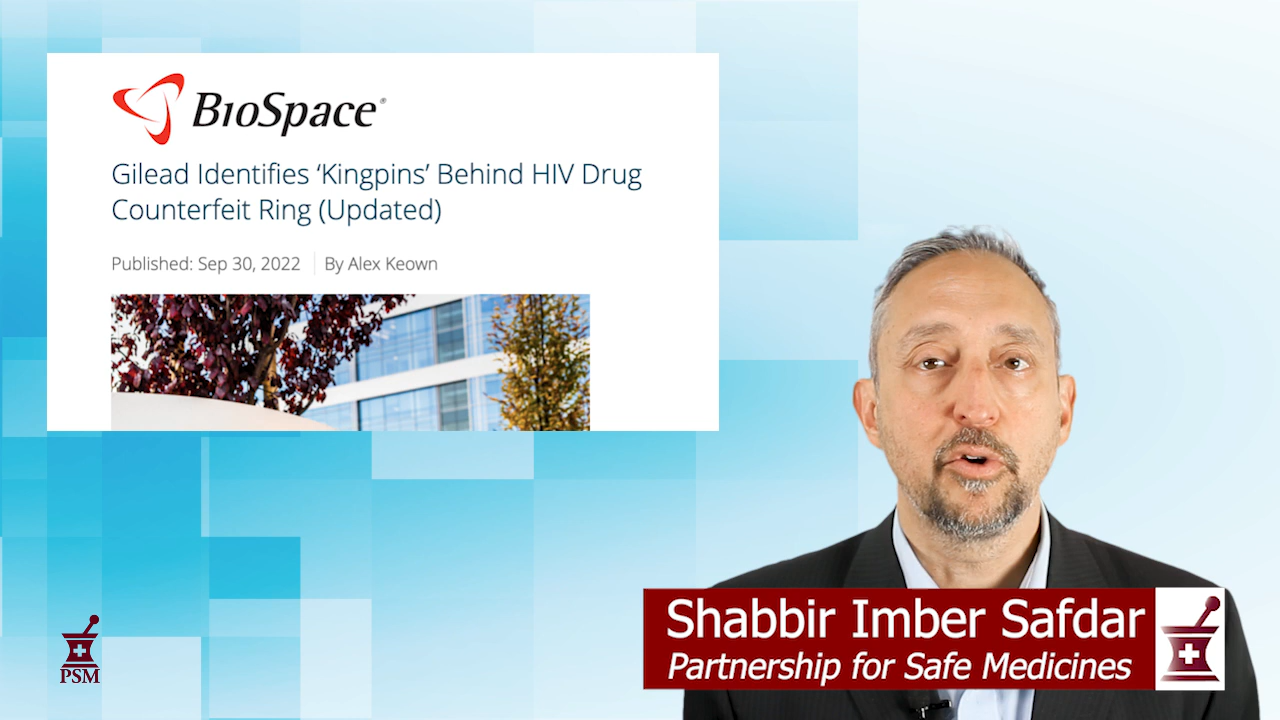 BIOSPACE®
Gilead Identifies ‘Kingpins’ Behind HIV Drug
Counterfeit Ring (Updated)
Published: Sep 30, 2022 | By Alex Keown
Shabbir Imber Safdar
Partnership for Safe Medicines
PSM